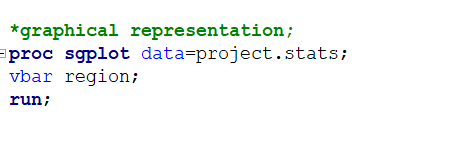 *graphical representation;
proc sgplot data=project.stats;
vbar region;
run;